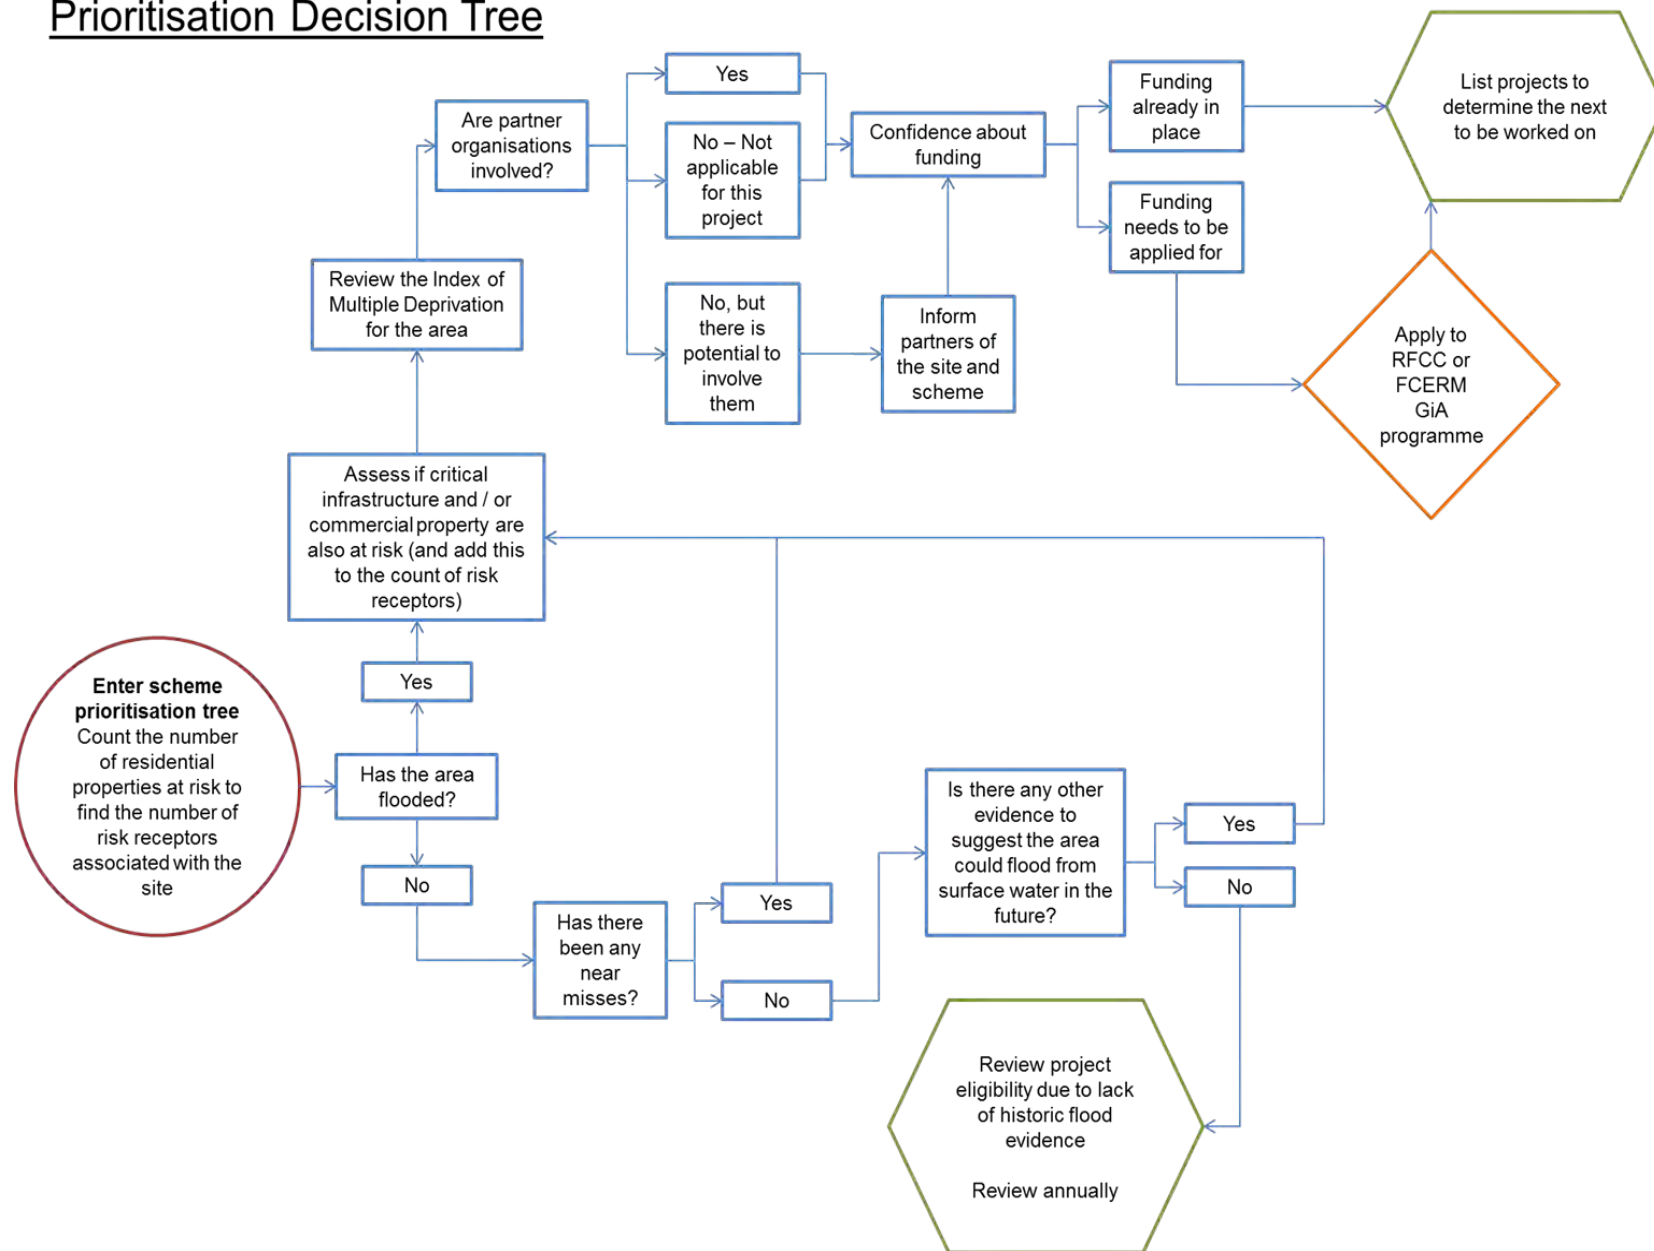 Prioritisation Decision Tree
Yes
Are partner
organisations
involved?
No – Not
applicable
for this
project
No, but
there is
potential to
involve
them
Confidence about
funding
Inform
partners of
the site and
scheme
Funding
already in
place
Funding
needs to be
applied for
List projects to
determine the next
to be worked on
Apply to
RFCC or
FCERM
GiA
programme
Review the Index of
Multiple Deprivation
for the area
Assess if critical
infrastructure and / or
commercial property are
also at risk (and add this
to the count of risk
receptors)
Yes
Enter scheme
prioritisation tree
Count the number
of residential
properties at risk to
find the number of
risk receptors
associated with the
site
Has the area
flooded?
No
Has there
been any
near
misses?
Yes
No
Is there any other
evidence to
suggest the area
could flood from
surface water in the
future?
Yes
No
Review project
eligibility due to lack
of historic flood
evidence
Review annually